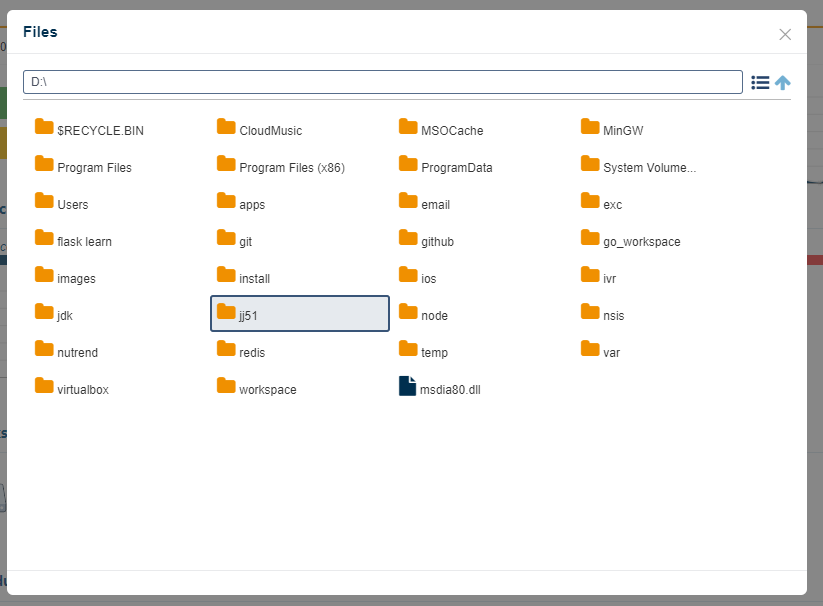 Files
D:\
$RECYCLE.BIN CloudMusic MSOCache MinGW
Program Files Program Files (x86) ProgramData System Volume...
Users apps email exc
flask learn git github go_workspace
images install ios ivr
jdk jj51 node nsis
nutrend redis temp var
virtualbox workspace msdia80.dll